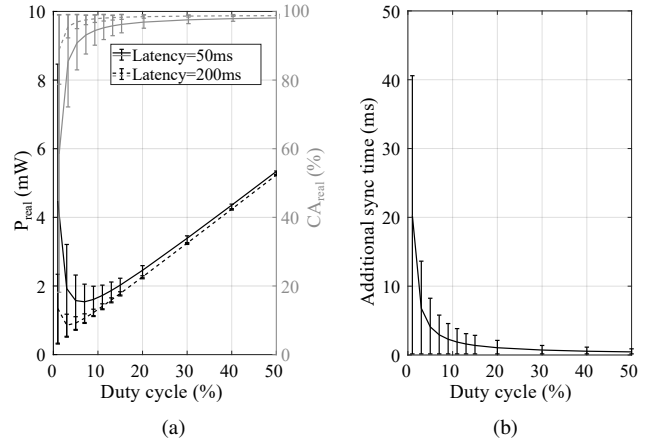 10
8
6
4
2
0
P_real (mW)
100
80
60
40
20
0
CA_real (%)
Latency=50ms
Latency=200ms
0 10 20 30 40 50
Duty cycle (%)
(a)
50
40
30
20
10
0
Additional sync time (ms)
0 10 20 30 40 50
Duty cycle (%)
(b)